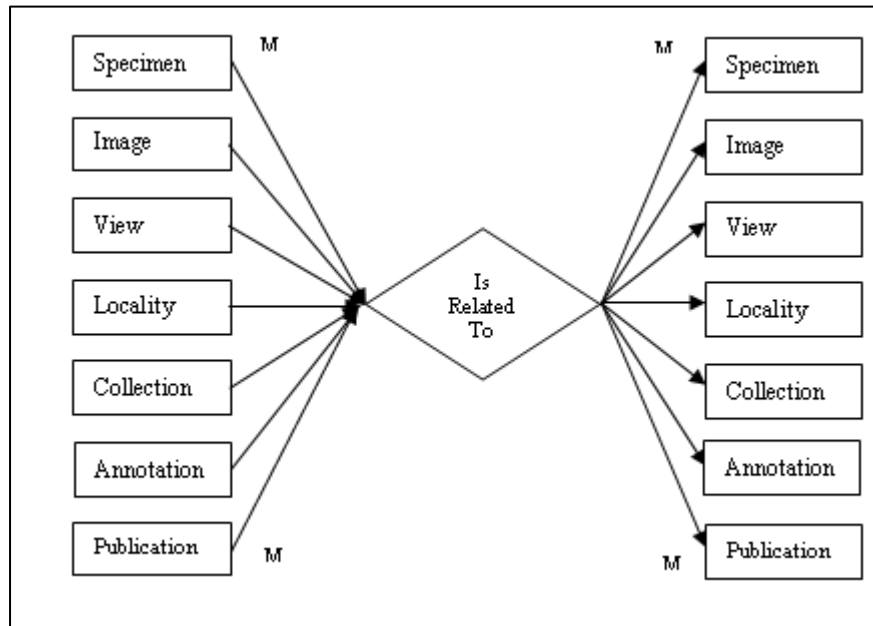 M
Specimen
Image
View
Locality
Collection
Annotation
Publication
M
Is
Related
To
M
Specimen
Image
View
Locality
Collection
Annotation
Publication
M